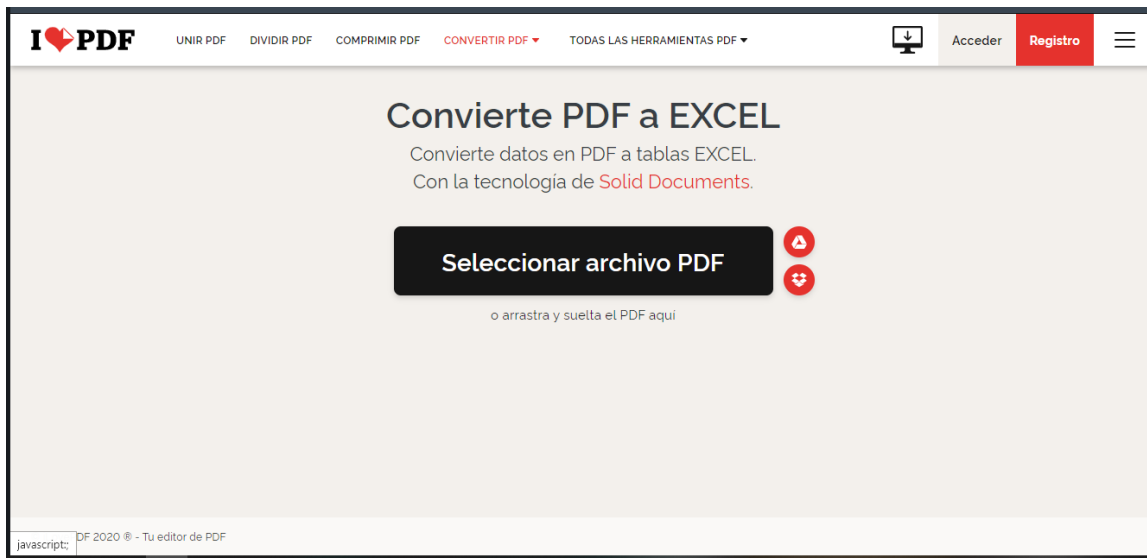 I PDF
UNIR PDF DIVIDIR PDF COMPRIMIR PDF CONVERTIR PDF TODAS LAS HERRAMIENTAS PDF Acceder Registro
Convierte PDF a EXCEL
Convierte datos en PDF a tablas EXCEL.
Con la tecnología de Solid Documents.
Seleccionar archivo PDF
o arrastra y suelta el PDF aquí
DF 2020 ® - Tu editor de PDF
javascript:;